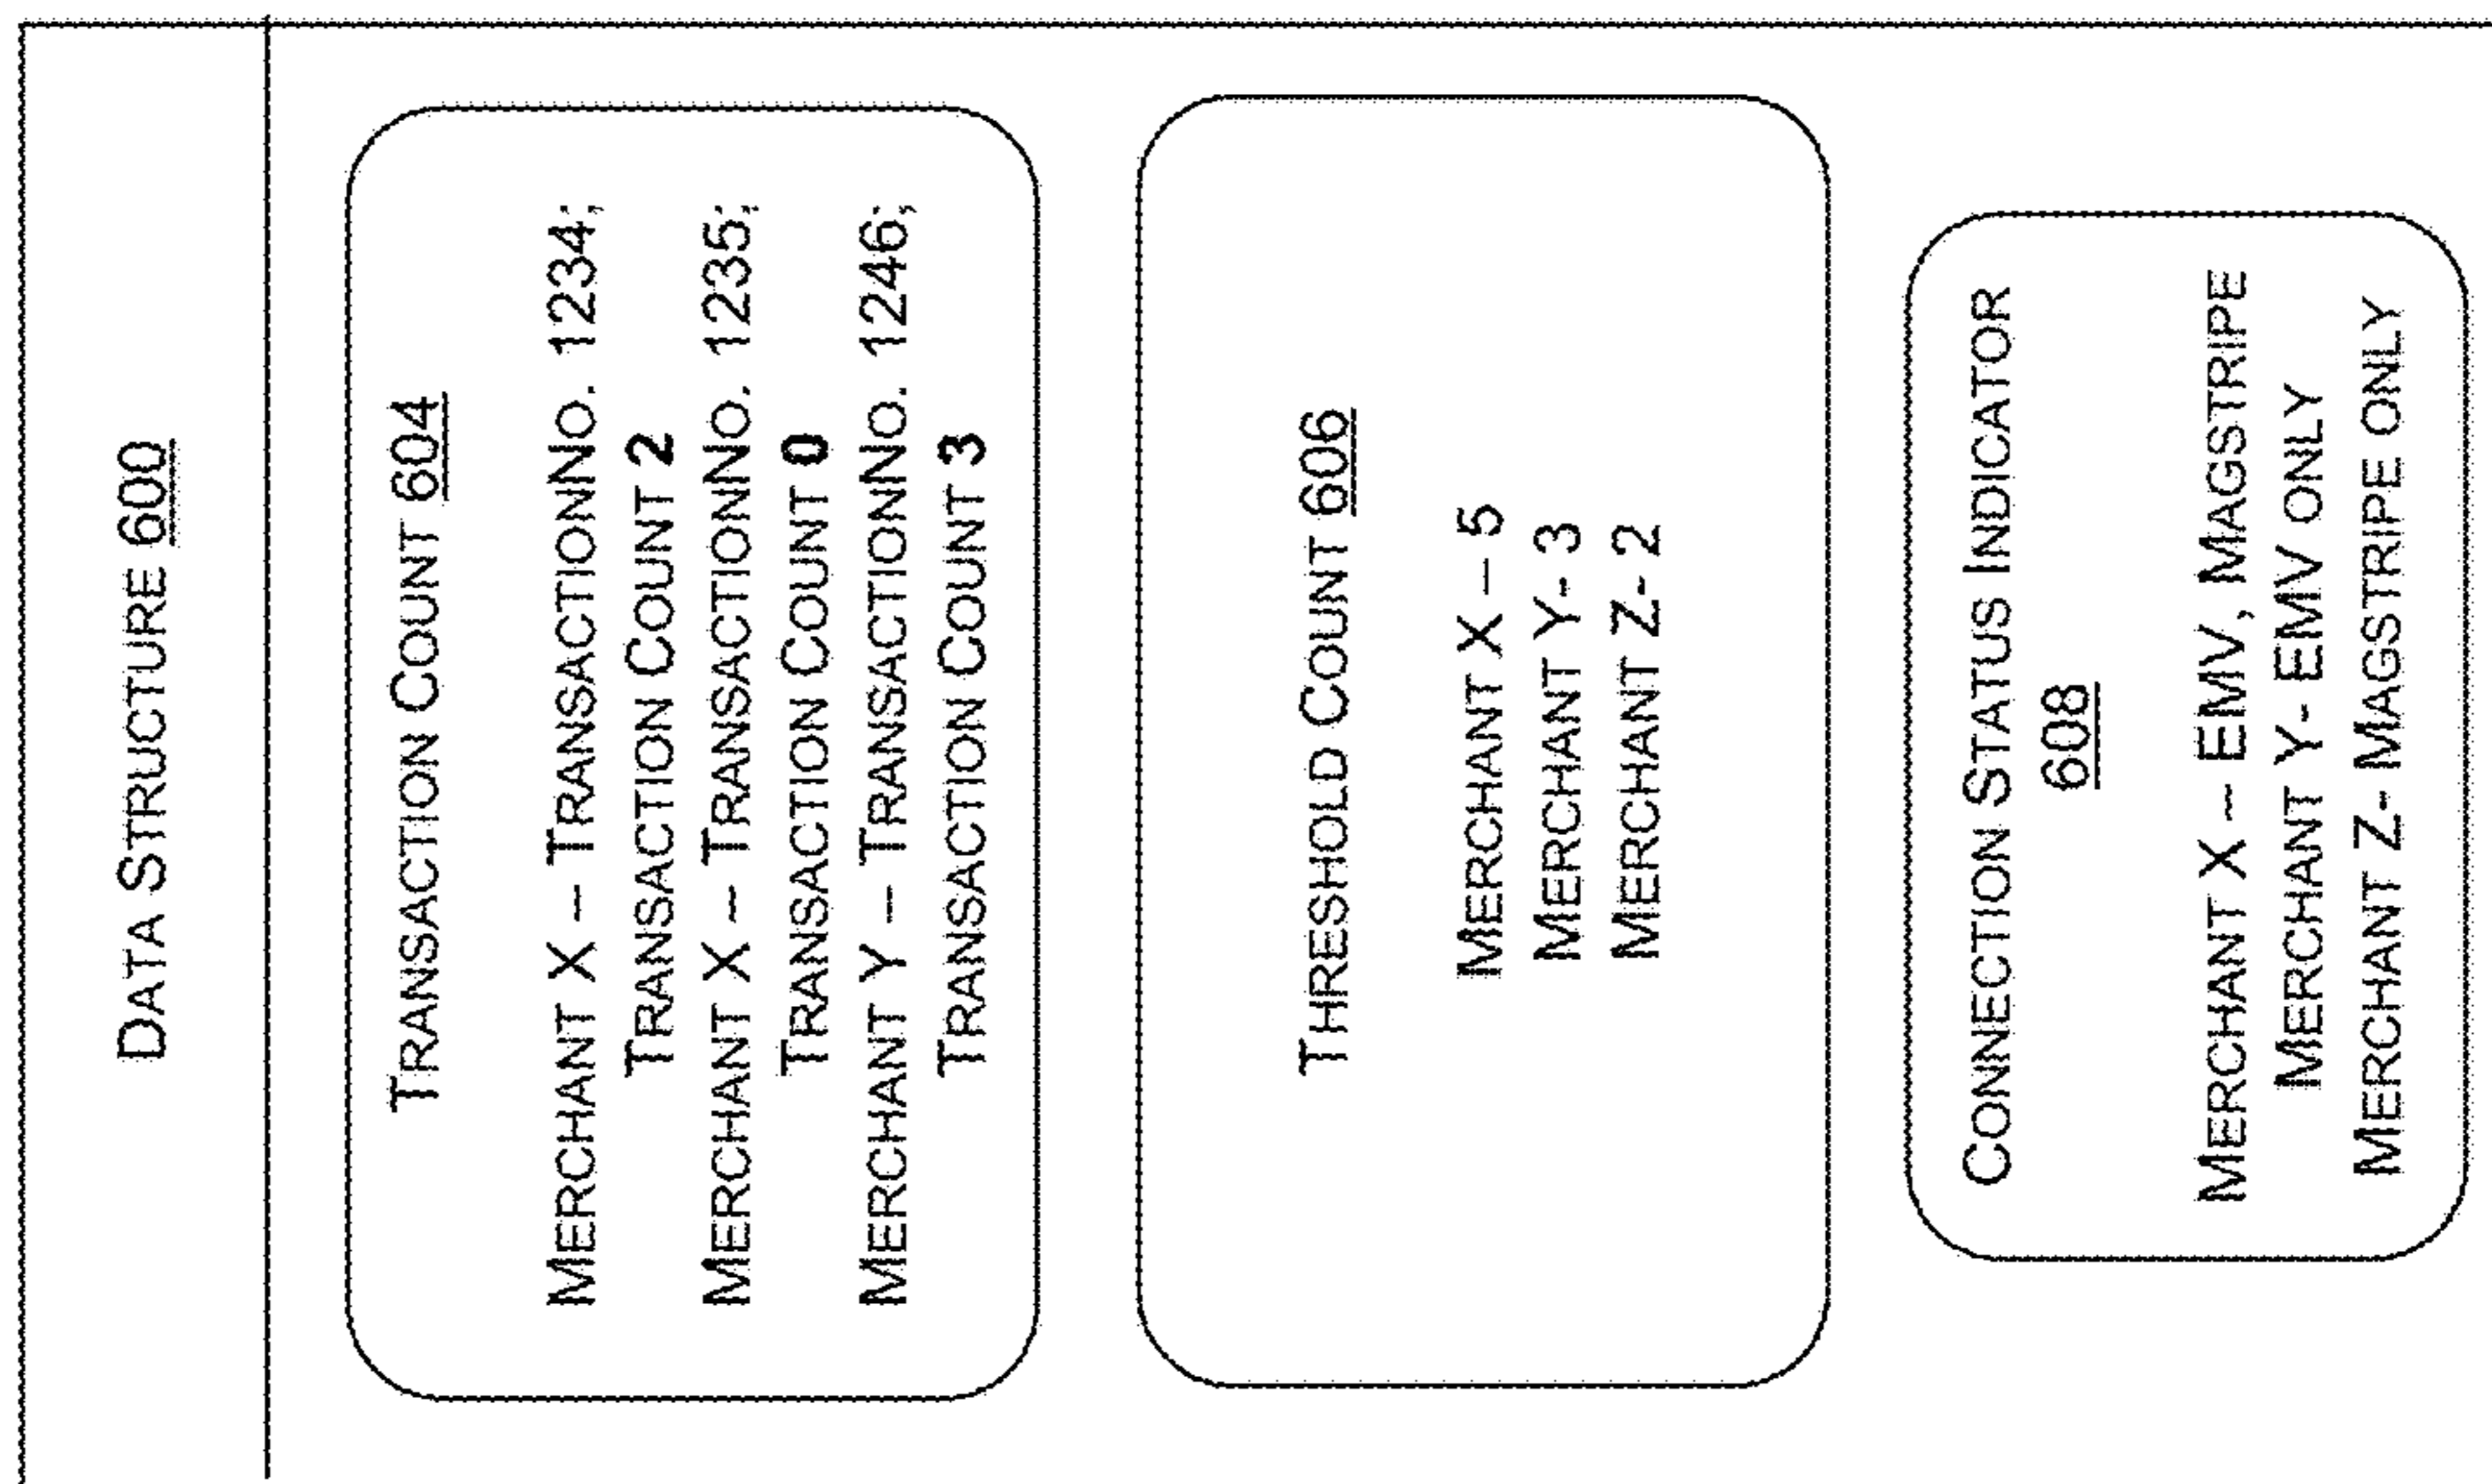 DATA STRUCTURE 600
TRANSACTION COUNT 604
MERCHANT X – TRANSACTIONNO. 1234;
TRANSACTION COUNT 2
MERCHANT X – TRANSACTIONNO. 1235;
TRANSACTION COUNT 0
MERCHANT Y – TRANSACTIONNO. 1246;
TRANSACTION COUNT 3
THRESHOLD COUNT 606
MERCHANT X – 5
MERCHANT Y- 3
MERCHANT Z- 2
CONNECTION STATUS INDICATOR
608
MERCHANT X – EMV, MAGSTRIPE
MERCHANT Y- EMV ONLY
MERCHANT Z- MAGSTRIPE ONLY